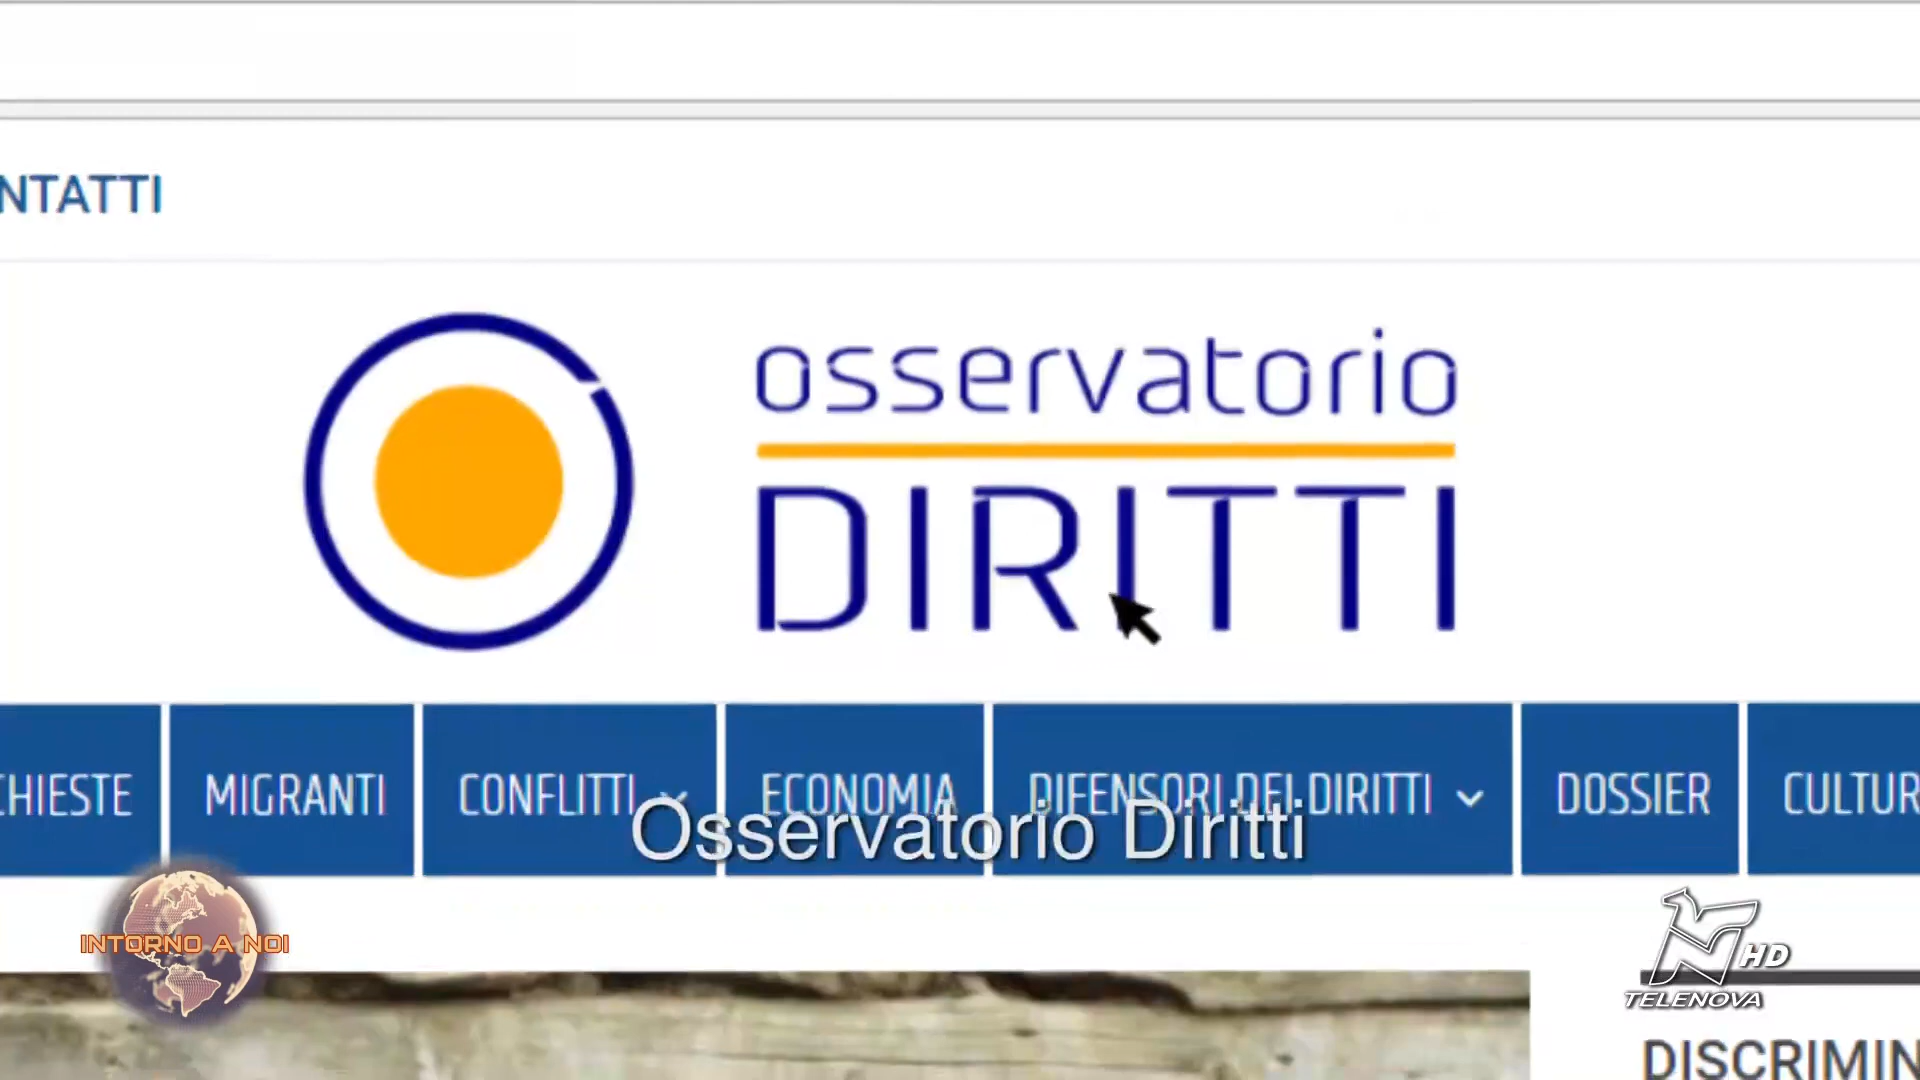 NTATTI
osservatorio
DIRITTI
CHIESTE MIGRANTI CONFLITTI ECONOMIA DIFENSORI DEI DIRITTI DOSSIER CULTUR
Osservatorio Diritti
INTORNO A NOI
HD
TELENOVA
DISCRIMIN